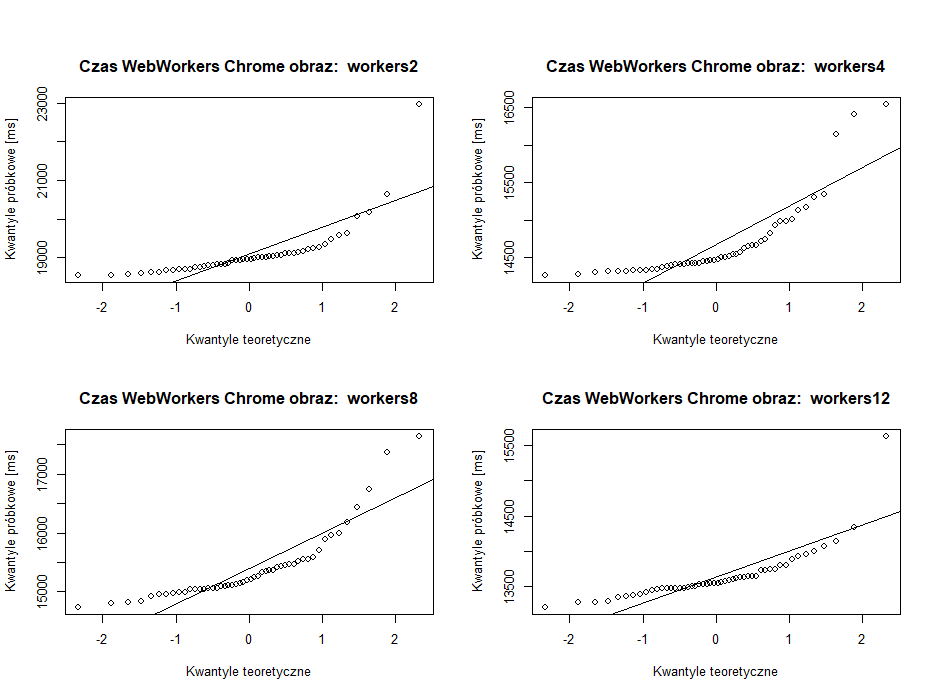 Czas WebWorkers Chrome obraz:  workers2
Kwantyle próbkowe [ms]
23000
21000
19000
-2 -1 0 1 2
Kwantyle teoretyczne
Czas WebWorkers Chrome obraz:  workers4
Kwantyle próbkowe [ms]
16500
15500
14500
-2 -1 0 1 2
Kwantyle teoretyczne
Czas WebWorkers Chrome obraz:  workers8
Kwantyle próbkowe [ms]
17000
16000
15000
-2 -1 0 1 2
Kwantyle teoretyczne
Czas WebWorkers Chrome obraz:  workers12
Kwantyle próbkowe [ms]
15500
14500
13500
-2 -1 0 1 2
Kwantyle teoretyczne